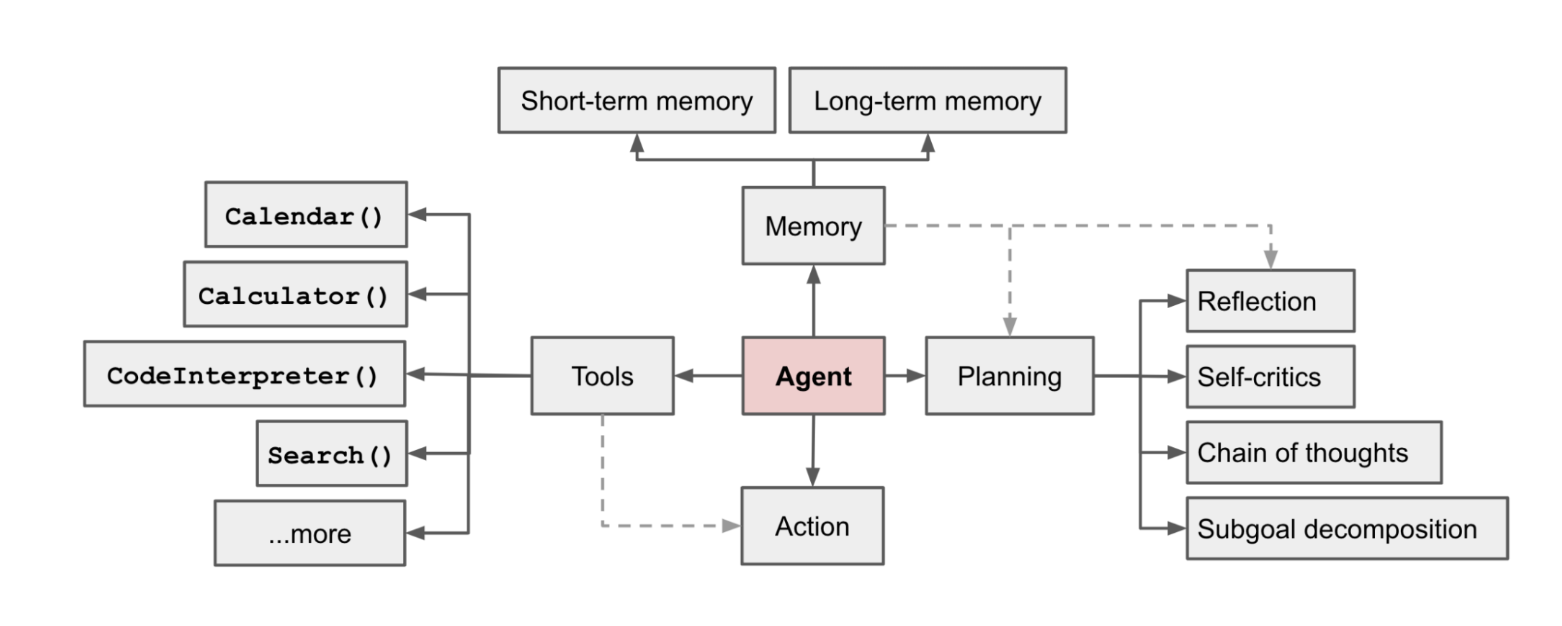 Short-term memory
Long-term memory
Calendar()
Memory
Calculator()
Reflection
CodeInterpreter()
Tools
Agent
Planning
Self-critics
Search()
Chain of thoughts
...more
Action
Subgoal decomposition